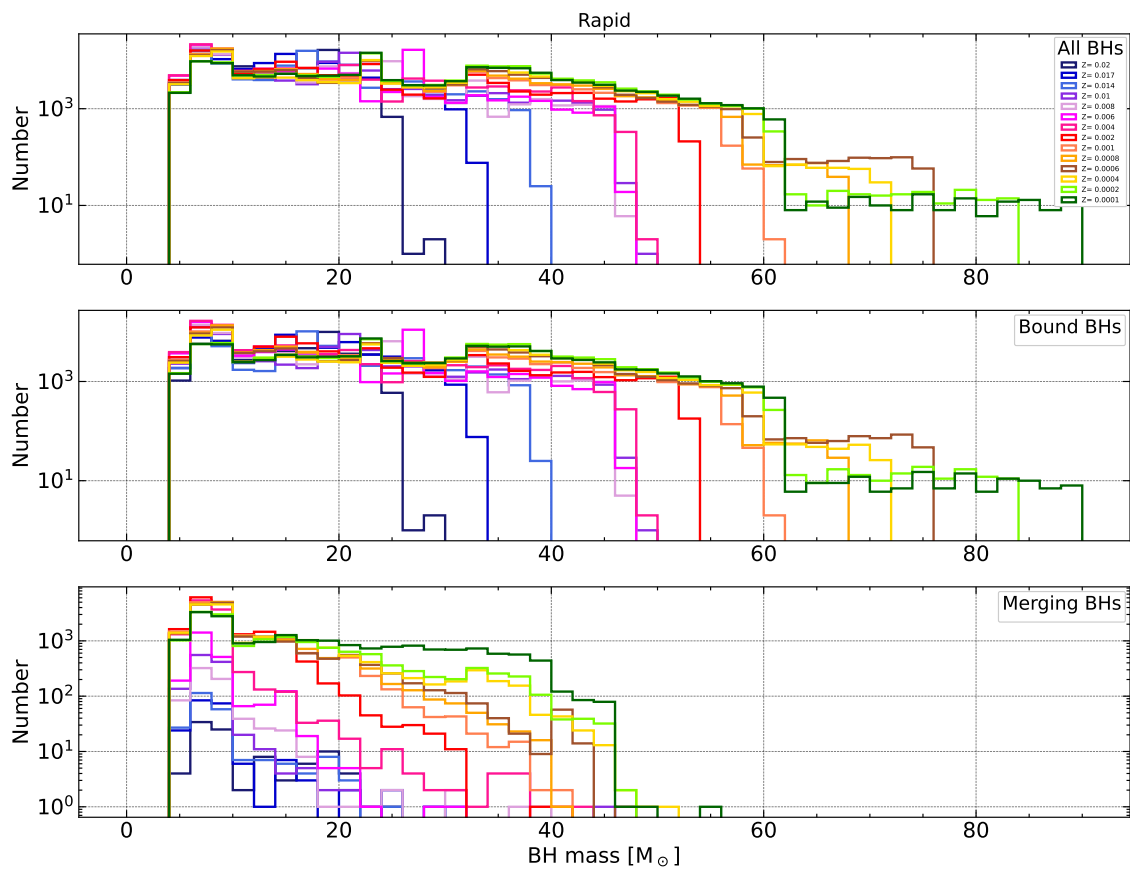 Rapid
All BHs
Z= 0.02
Z= 0.017
Z= 0.014
Z= 0.01
Z= 0.008
Z= 0.006
Z= 0.004
Z= 0.002
Z= 0.001
Z= 0.0008
Z= 0.0006
Z= 0.0004
Z= 0.0002
Z= 0.0001
Number
10³
10¹
0 20 40 60 80
Bound BHs
Number
10³
10¹
0 20 40 60 80
Merging BHs
Number
10³
10²
10¹
10⁰
0 20 40 60 80
BH mass [M⊙]